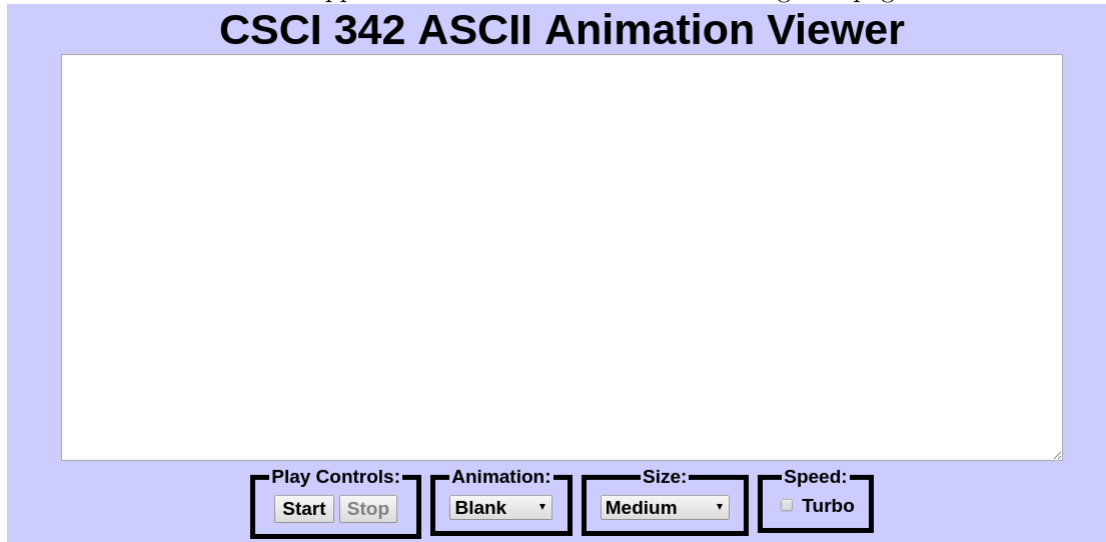 CSCI 342 ASCII Animation Viewer
Play Controls: Animation: Size: Speed:
Start Stop Blank Medium Turbo